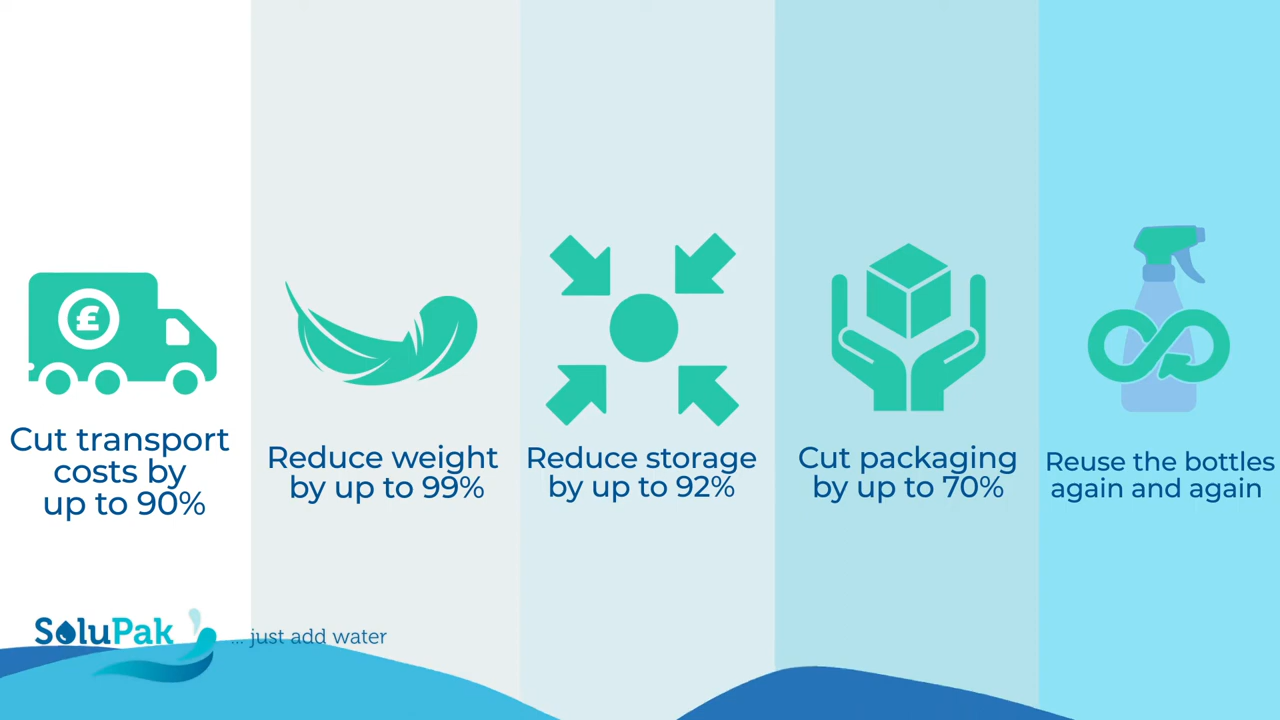 £
Cut transport
costs by
up to 90%
Reduce weight
by up to 99%
Reduce storage
by up to 92%
Cut packaging
by up to 70%
Reuse the bottles
again and again
SoluPak
... just add water